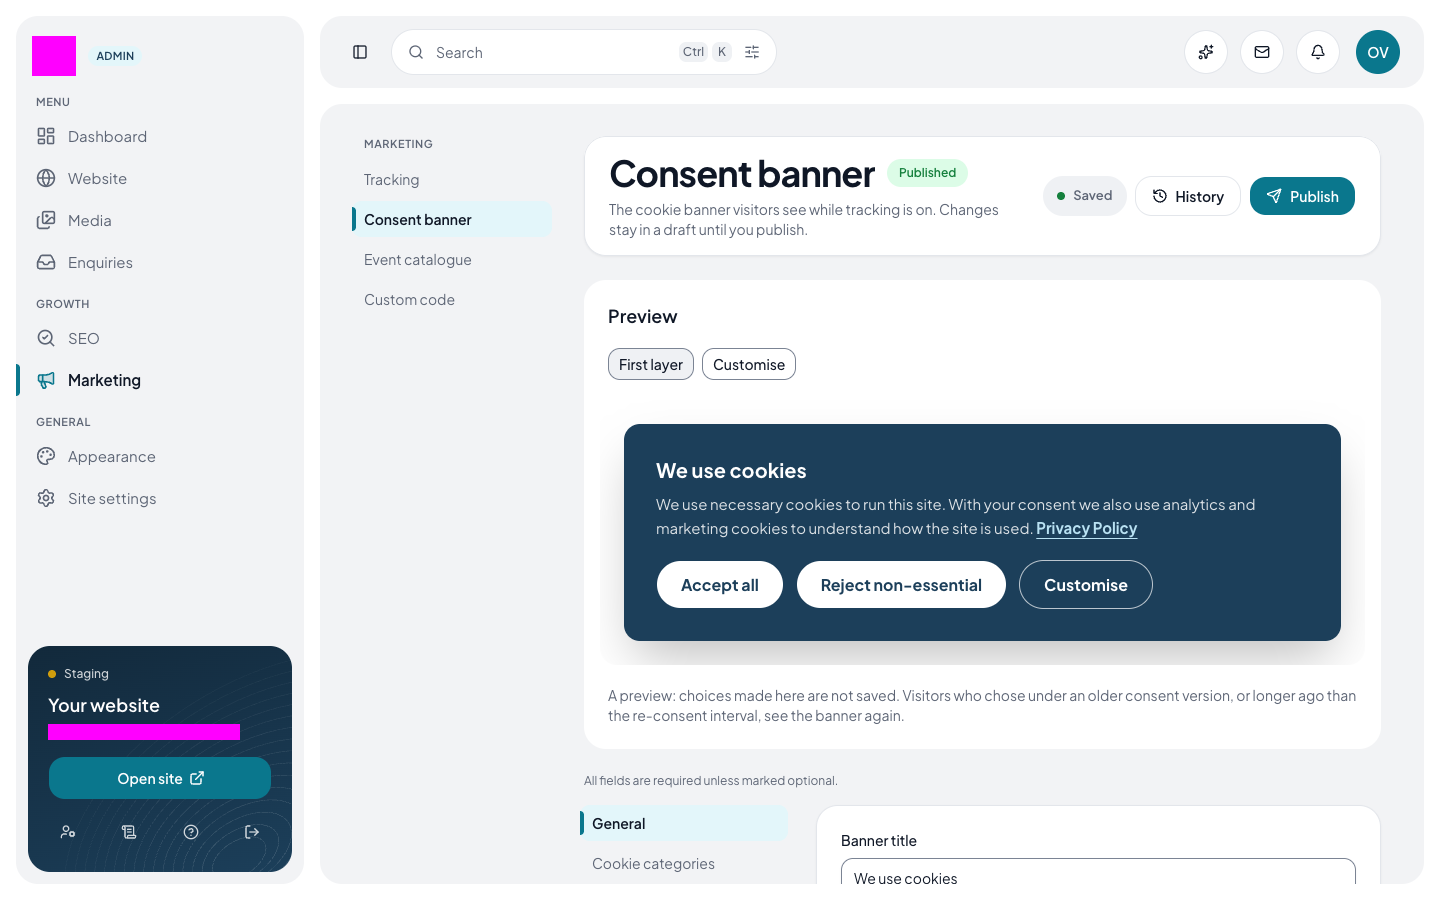 ADMIN
MENU
Dashboard
Website
Media
Enquiries
GROWTH
SEO
Marketing
GENERAL
Appearance
Site settings
Staging
Your website
Open site
Search
Ctrl K
OV
MARKETING
Tracking
Consent banner
Event catalogue
Custom code
Consent banner
Published
The cookie banner visitors see while tracking is on. Changes
stay in a draft until you publish.
Saved
History
Publish
Preview
First layer
Customise
We use cookies
We use necessary cookies to run this site. With your consent we also use analytics and
marketing cookies to understand how the site is used. Privacy Policy
Accept all
Reject non-essential
Customise
A preview: choices made here are not saved. Visitors who chose under an older consent version, or longer ago than
the re-consent interval, see the banner again.
All fields are required unless marked optional.
General
Cookie categories
Banner title
We use cookies